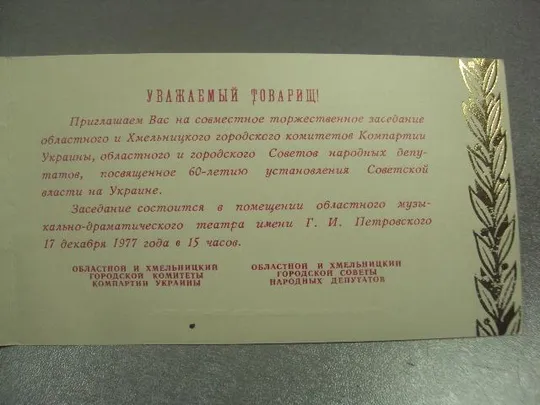 УВАЖАЕМЫЙ ТОВАРИЩ!
Приглашаем Вас на совместное торжественное заседание
областного и Хмельницкого городского комитетов Компартии
Украины, областного и городского Советов народных депу-
татов, посвященное 60-летию установления Советской
власти на Украине.
Заседание состоится в помещении областного музы-
кально-драматического театра имени Г. И. Петровского
17 декабря 1977 года в 15 часов.
ОБЛАСТНОЙ И ХМЕЛЬНИЦКИЙ
ГОРОДСКОЙ КОМИТЕТЫ
КОМПАРТИИ УКРАИНЫ
ОБЛАСТНОЙ И ХМЕЛЬНИЦКИЙ
ГОРОДСКОЙ СОВЕТЫ
НАРОДНЫХ ДЕПУТАТОВ